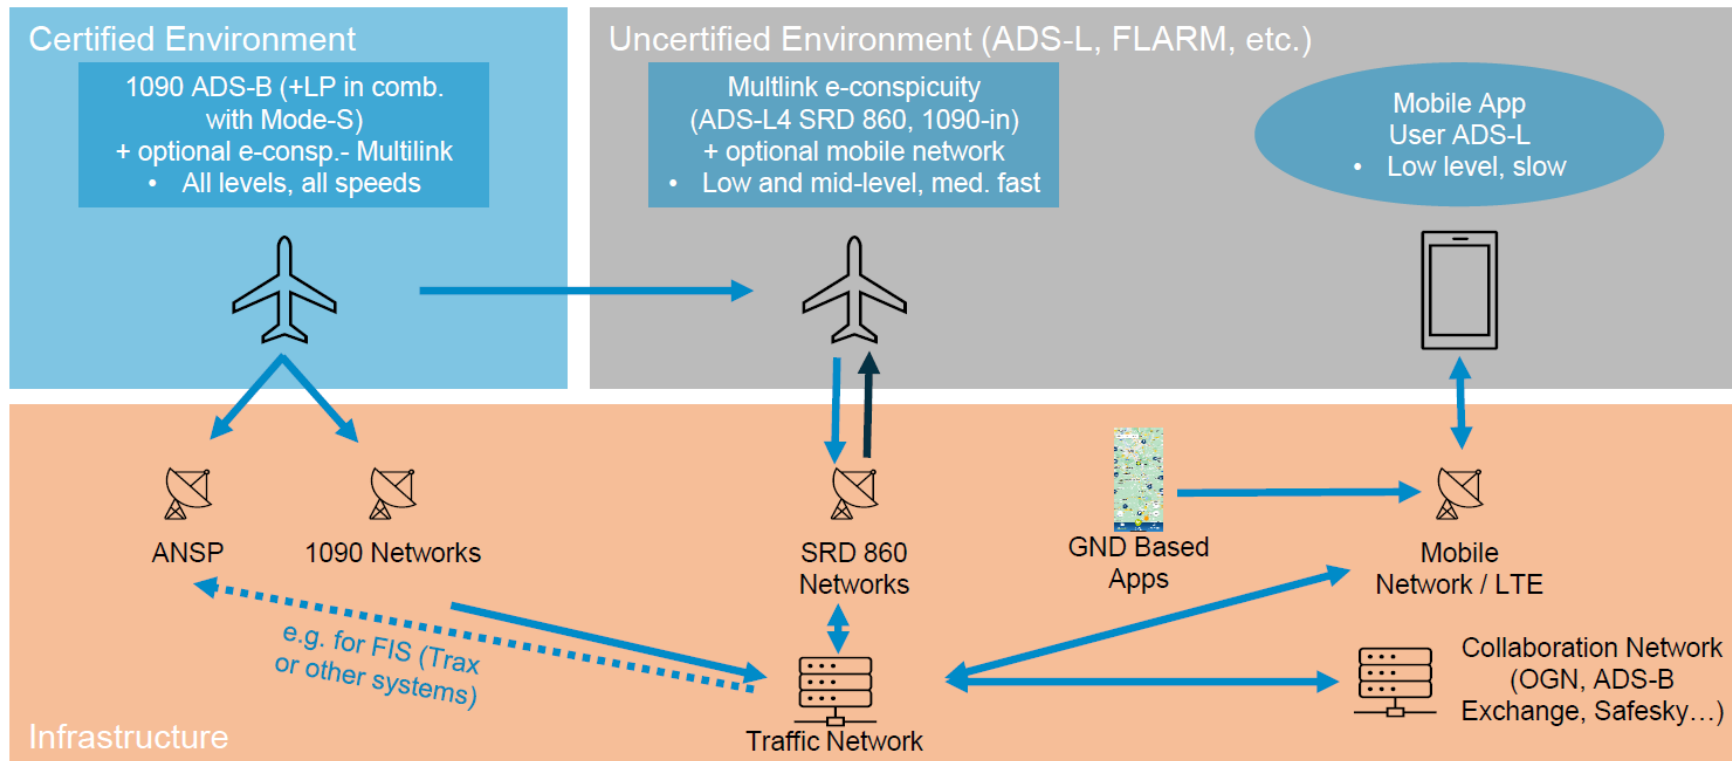 Certified Environment
1090 ADS-B (+LP in comb.
with Mode-S)
+ optional e-consp.- Multilink
• All levels, all speeds
Uncertified Environment (ADS-L, FLARM, etc.)
Multlink e-conspicuity
(ADS-L4 SRD 860, 1090-in)
+ optional mobile network
• Low and mid-level, med. fast
Mobile App
User ADS-L
• Low level, slow
ANSP
1090 Networks
SRD 860
Networks
GND Based
Apps
Mobile
Network / LTE
e.g. for FIS (Trax
or other systems)
Traffic Network
Collaboration Network
(OGN, ADS-B
Exchange, Safesky…)
Infrastructure